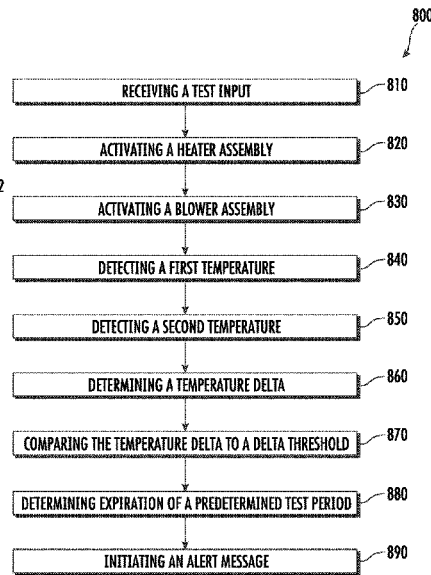 800
RECEIVING A TEST INPUT 810
ACTIVATING A HEATER ASSEMBLY 820
2
ACTIVATING A BLOWER ASSEMBLY 830
DETECTING A FIRST TEMPERATURE 840
DETECTING A SECOND TEMPERATURE 850
DETERMINING A TEMPERATURE DELTA 860
COMPARING THE TEMPERATURE DELTA TO A DELTA THRESHOLD 870
DETERMINING EXPIRATION OF A PREDETERMINED TEST PERIOD 880
INITIATING AN ALERT MESSAGE 890